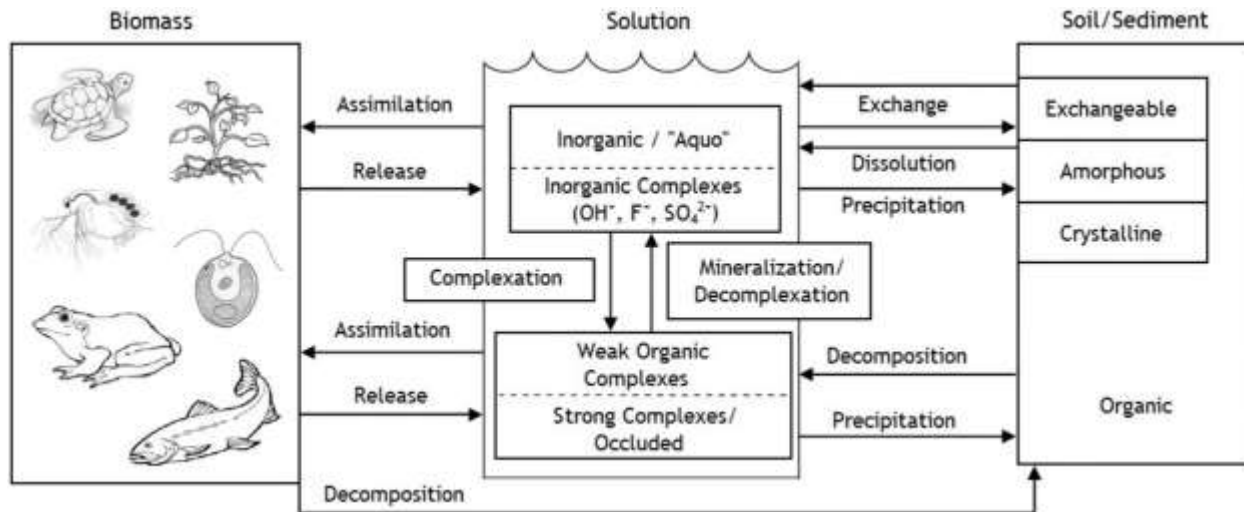 Biomass
Solution
Soil/Sediment
Assimilation
Release
Assimilation
Release
Decomposition
Inorganic / "Aquo"
Inorganic Complexes
(OH⁻, F⁻, SO₄²⁻)
Complexation
Mineralization/
Decomplexation
Weak Organic
Complexes
Strong Complexes/
Occluded
Exchange
Dissolution
Precipitation
Decomposition
Precipitation
Exchangeable
Amorphous
Crystalline
Organic